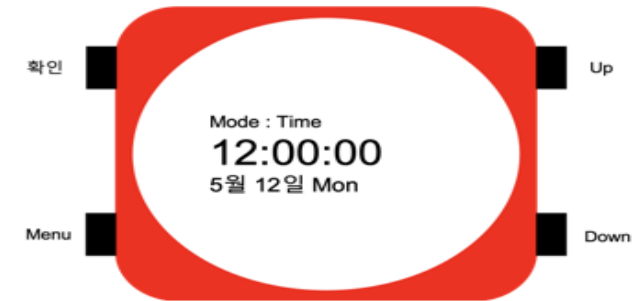 확인
Up
Mode : Time
12:00:00
5월 12일 Mon
Menu
Down